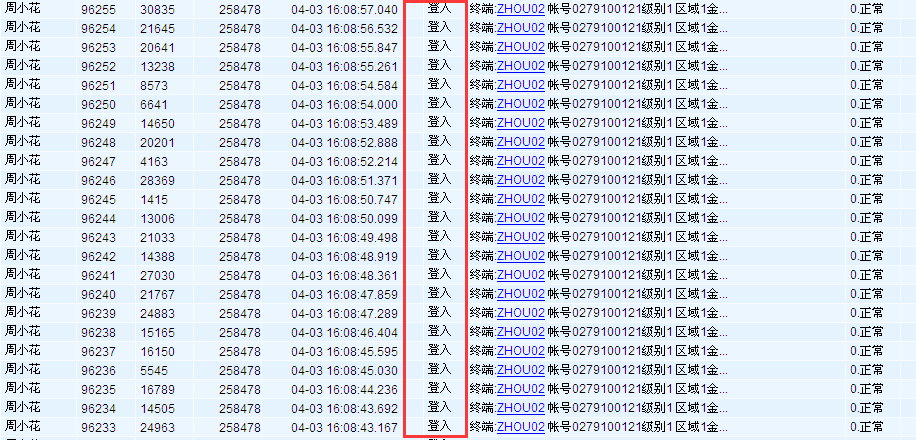 周小花 96255 30835 258478 04-03 16:08:57.040 登入 终端:ZHOU02 帐号0279100121级别1 区域1金... 0.正常
周小花 96254 21645 258478 04-03 16:08:56.532 登入 终端:ZHOU02 帐号0279100121级别1 区域1金... 0.正常
周小花 96253 20641 258478 04-03 16:08:55.847 登入 终端:ZHOU02 帐号0279100121级别1 区域1金... 0.正常
周小花 96252 13238 258478 04-03 16:08:55.261 登入 终端:ZHOU02 帐号0279100121级别1 区域1金... 0.正常
周小花 96251 8573 258478 04-03 16:08:54.584 登入 终端:ZHOU02 帐号0279100121级别1 区域1金... 0.正常
周小花 96250 6641 258478 04-03 16:08:54.000 登入 终端:ZHOU02 帐号0279100121级别1 区域1金... 0.正常
周小花 96249 14650 258478 04-03 16:08:53.489 登入 终端:ZHOU02 帐号0279100121级别1 区域1金... 0.正常
周小花 96248 20201 258478 04-03 16:08:52.888 登入 终端:ZHOU02 帐号0279100121级别1 区域1金... 0.正常
周小花 96247 4163 258478 04-03 16:08:52.214 登入 终端:ZHOU02 帐号0279100121级别1 区域1金... 0.正常
周小花 96246 28369 258478 04-03 16:08:51.371 登入 终端:ZHOU02 帐号0279100121级别1 区域1金... 0.正常
周小花 96245 1415 258478 04-03 16:08:50.747 登入 终端:ZHOU02 帐号0279100121级别1 区域1金... 0.正常
周小花 96244 13006 258478 04-03 16:08:50.099 登入 终端:ZHOU02 帐号0279100121级别1 区域1金... 0.正常
周小花 96243 21033 258478 04-03 16:08:49.498 登入 终端:ZHOU02 帐号0279100121级别1 区域1金... 0.正常
周小花 96242 14388 258478 04-03 16:08:48.919 登入 终端:ZHOU02 帐号0279100121级别1 区域1金... 0.正常
周小花 96241 27030 258478 04-03 16:08:48.361 登入 终端:ZHOU02 帐号0279100121级别1 区域1金... 0.正常
周小花 96240 21767 258478 04-03 16:08:47.859 登入 终端:ZHOU02 帐号0279100121级别1 区域1金... 0.正常
周小花 96239 24883 258478 04-03 16:08:47.289 登入 终端:ZHOU02 帐号0279100121级别1 区域1金... 0.正常
周小花 96238 15165 258478 04-03 16:08:46.404 登入 终端:ZHOU02 帐号0279100121级别1 区域1金... 0.正常
周小花 96237 16150 258478 04-03 16:08:45.595 登入 终端:ZHOU02 帐号0279100121级别1 区域1金... 0.正常
周小花 96236 5545 258478 04-03 16:08:45.030 登入 终端:ZHOU02 帐号0279100121级别1 区域1金... 0.正常
周小花 96235 16789 258478 04-03 16:08:44.236 登入 终端:ZHOU02 帐号0279100121级别1 区域1金... 0.正常
周小花 96234 14505 258478 04-03 16:08:43.692 登入 终端:ZHOU02 帐号0279100121级别1 区域1金... 0.正常
周小花 96233 24963 258478 04-03 16:08:43.167 登入 终端:ZHOU02 帐号0279100121级别1 区域1金... 0.正常